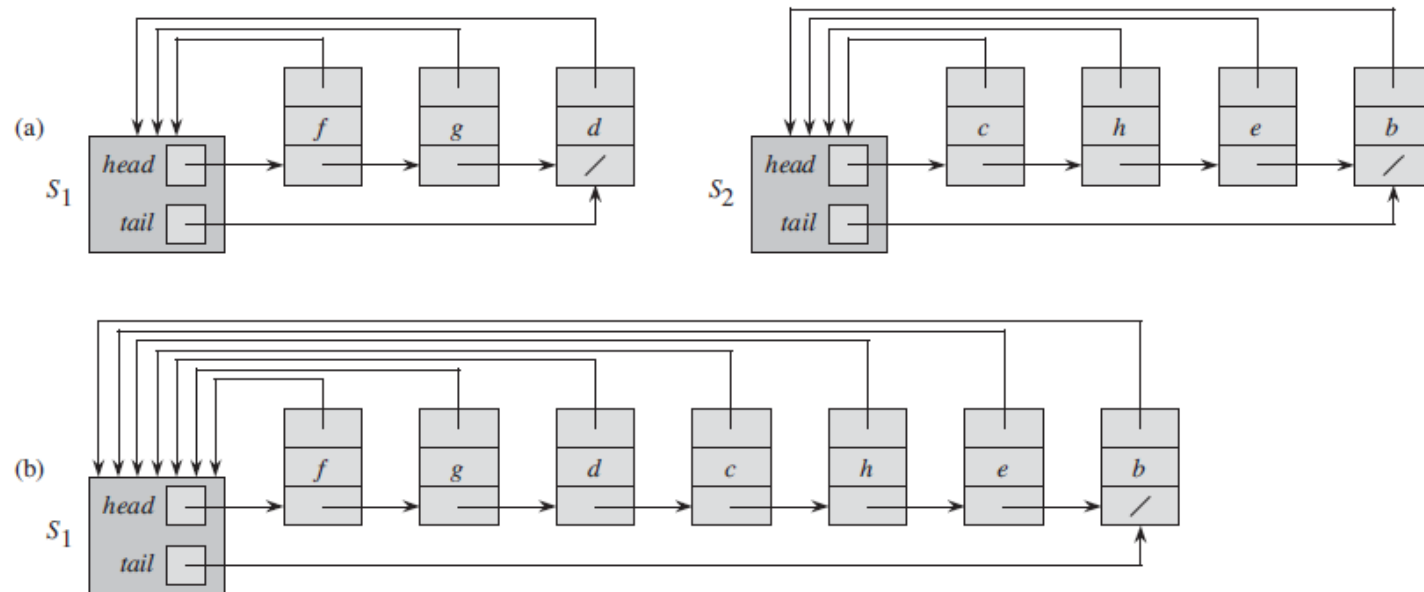 (a)
f g d
head
S1
tail
c h e b
head
S2
tail
(b)
f g d c h e b
head
S1
tail